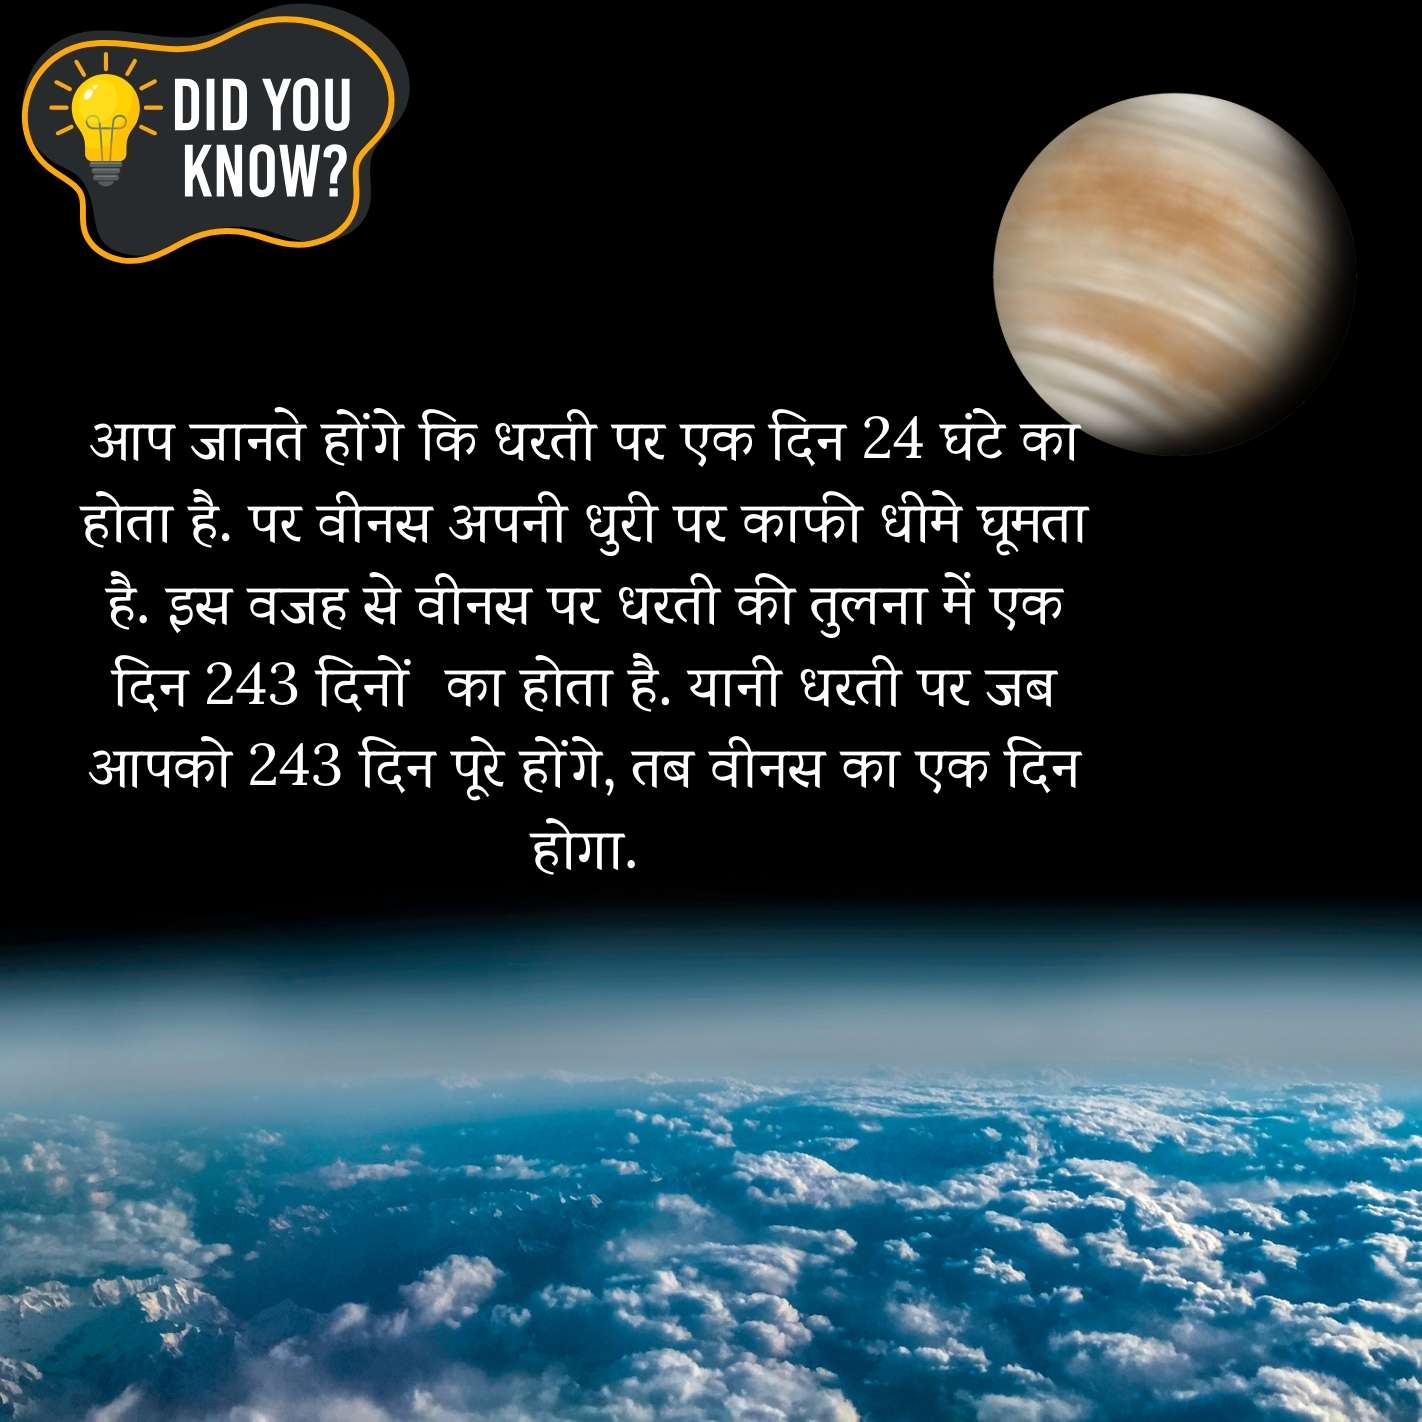 DID YOU
KNOW?
आप जानते होंगे कि धरती पर एक दिन 24 घंटे का
होता है. पर वीनस अपनी धुरी पर काफी धीमे घूमता
है. इस वजह से वीनस पर धरती की तुलना में एक
दिन 243 दिनों  का होता है. यानी धरती पर जब
आपको 243 दिन पूरे होंगे, तब वीनस का एक दिन
होगा.